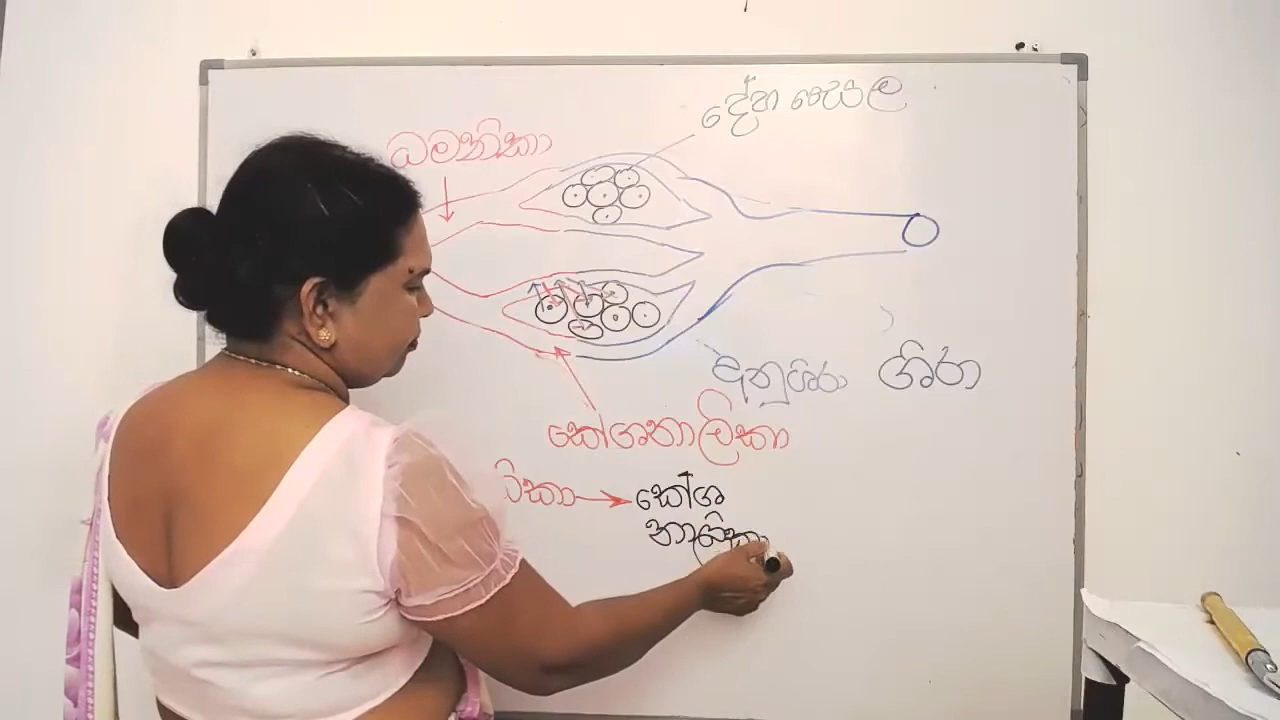 දේහ සෛල
ධමනිකා
අනුශිරා ශිරා
කේශනාලිකා
නිකා → කේශ
නාලිකා